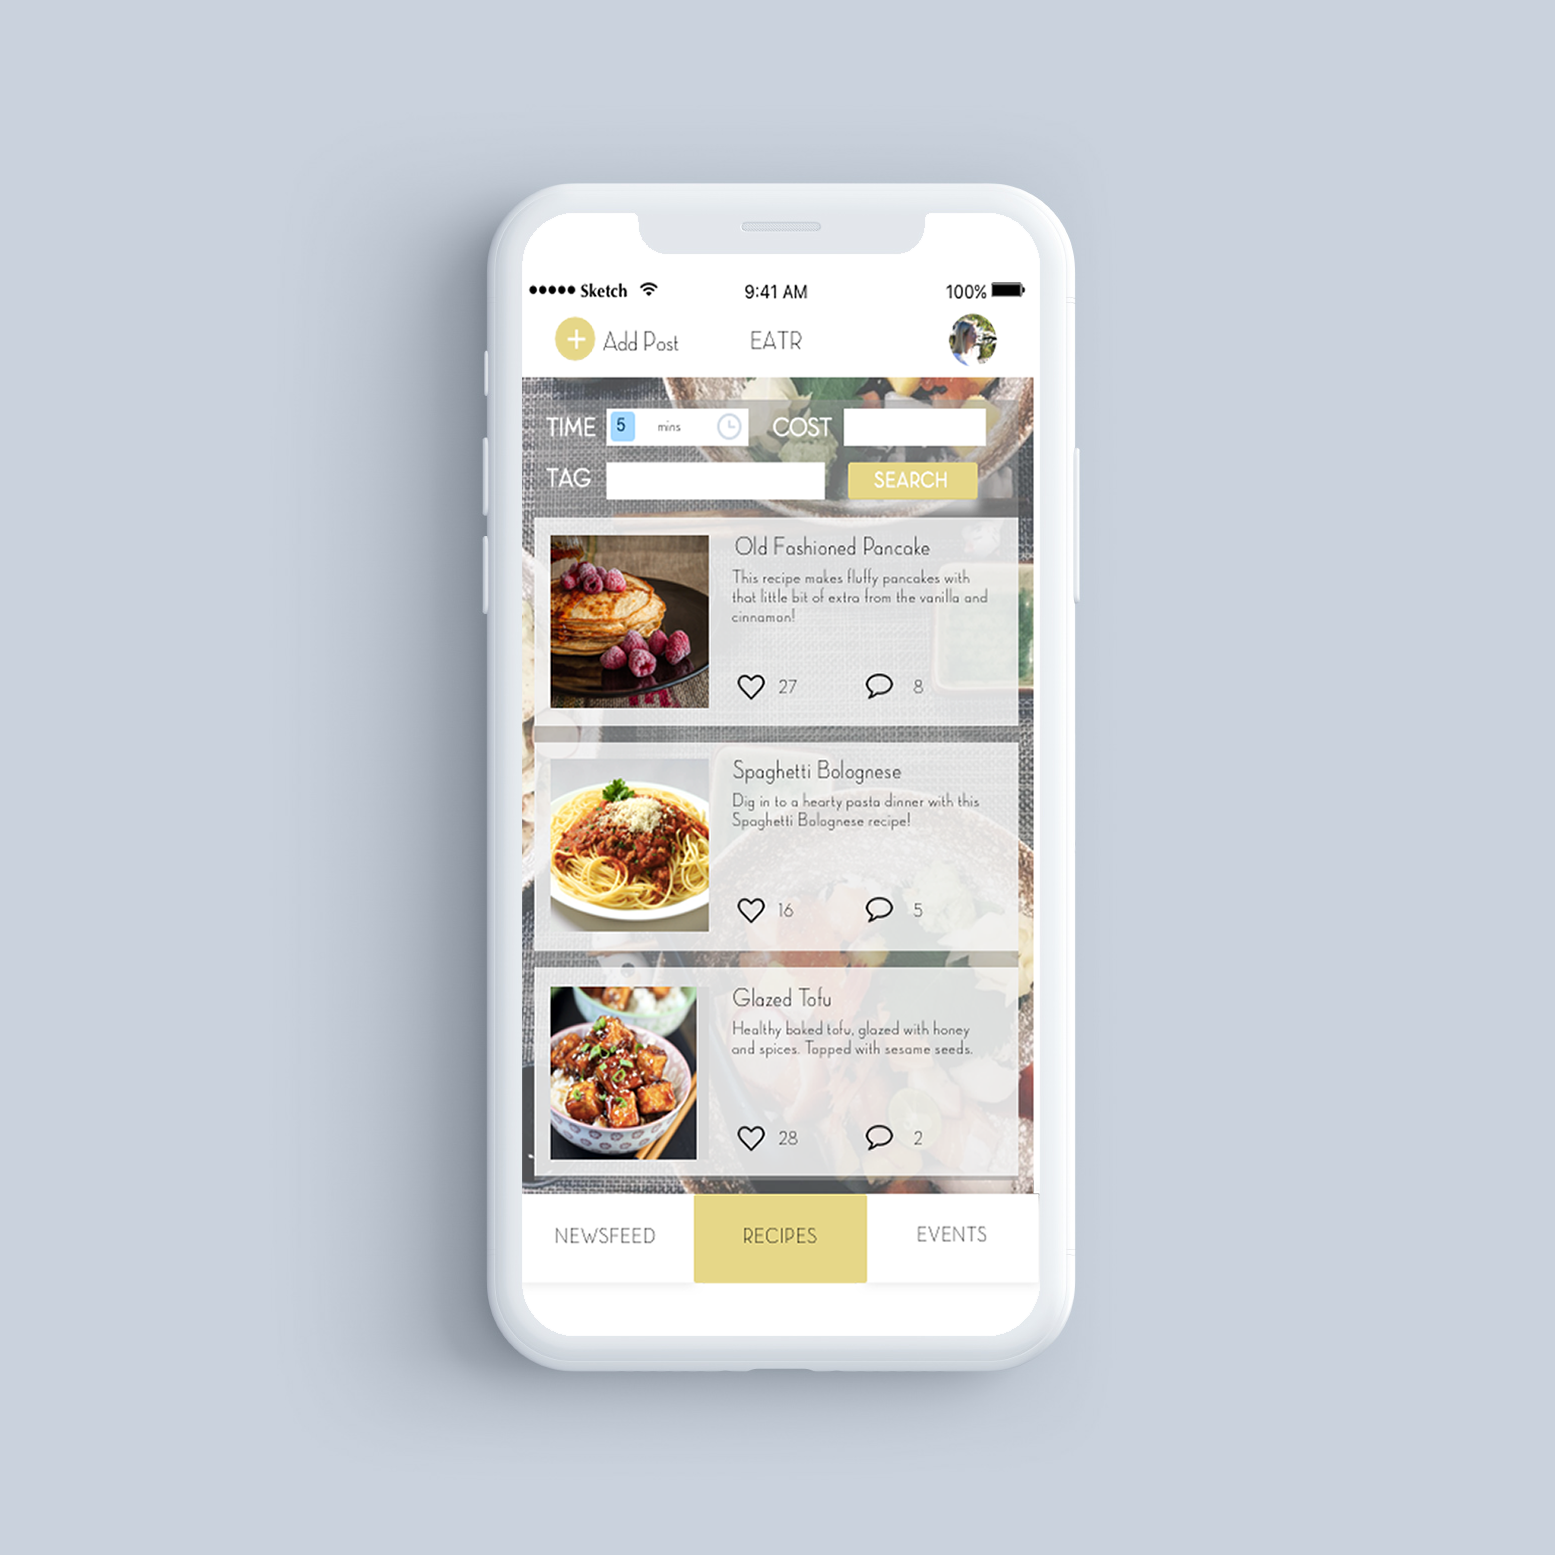 Sketch 9:41 AM 100%
+ Add Post EATR
TIME 5 mins COST
TAG SEARCH
Old Fashioned Pancake
This recipe makes fluffy pancakes with
that little bit of extra from the vanilla and
cinnamon!
27 8
Spaghetti Bolognese
Dig in to a hearty pasta dinner with this
Spaghetti Bolognese recipe!
16 5
Glazed Tofu
Healthy baked tofu, glazed with honey
and spices. Topped with sesame seeds.
28 2
NEWSFEED RECIPES EVENTS